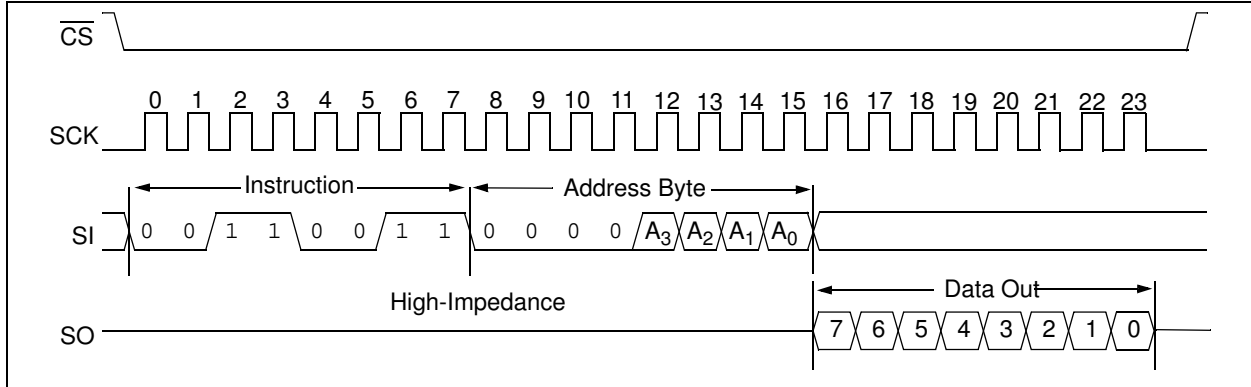 CS
0 1 2 3 4 5 6 7 8 9 10 11 12 13 14 15 16 17 18 19 20 21 22 23
SCK
Instruction Address Byte
SI 0 0 1 1 0 0 1 1 0 0 0 0 A3 A2 A1 A0
High-Impedance Data Out
SO 7 6 5 4 3 2 1 0